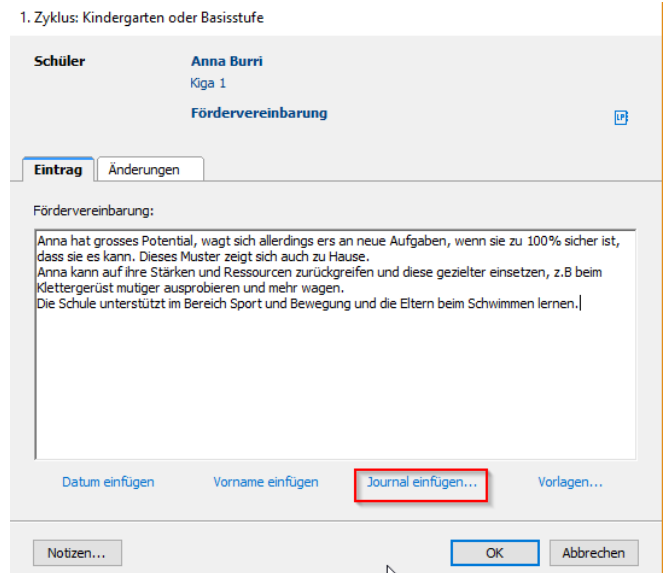 1. Zyklus: Kindergarten oder Basisstufe
Schüler Anna Burri
Kiga 1
Fördervereinbarung
LP
Eintrag Änderungen
Fördervereinbarung:
Anna hat grosses Potential, wagt sich allerdings ers an neue Aufgaben, wenn sie zu 100% sicher ist,
dass sie es kann. Dieses Muster zeigt sich auch zu Hause.
Anna kann auf ihre Stärken und Ressourcen zurückgreifen und diese gezielter einsetzen, z.B beim
Klettergerüst mutiger ausprobieren und mehr wagen.
Die Schule unterstützt im Bereich Sport und Bewegung und die Eltern beim Schwimmen lernen.
Datum einfügen Vorname einfügen Journal einfügen... Vorlagen...
Notizen... OK Abbrechen